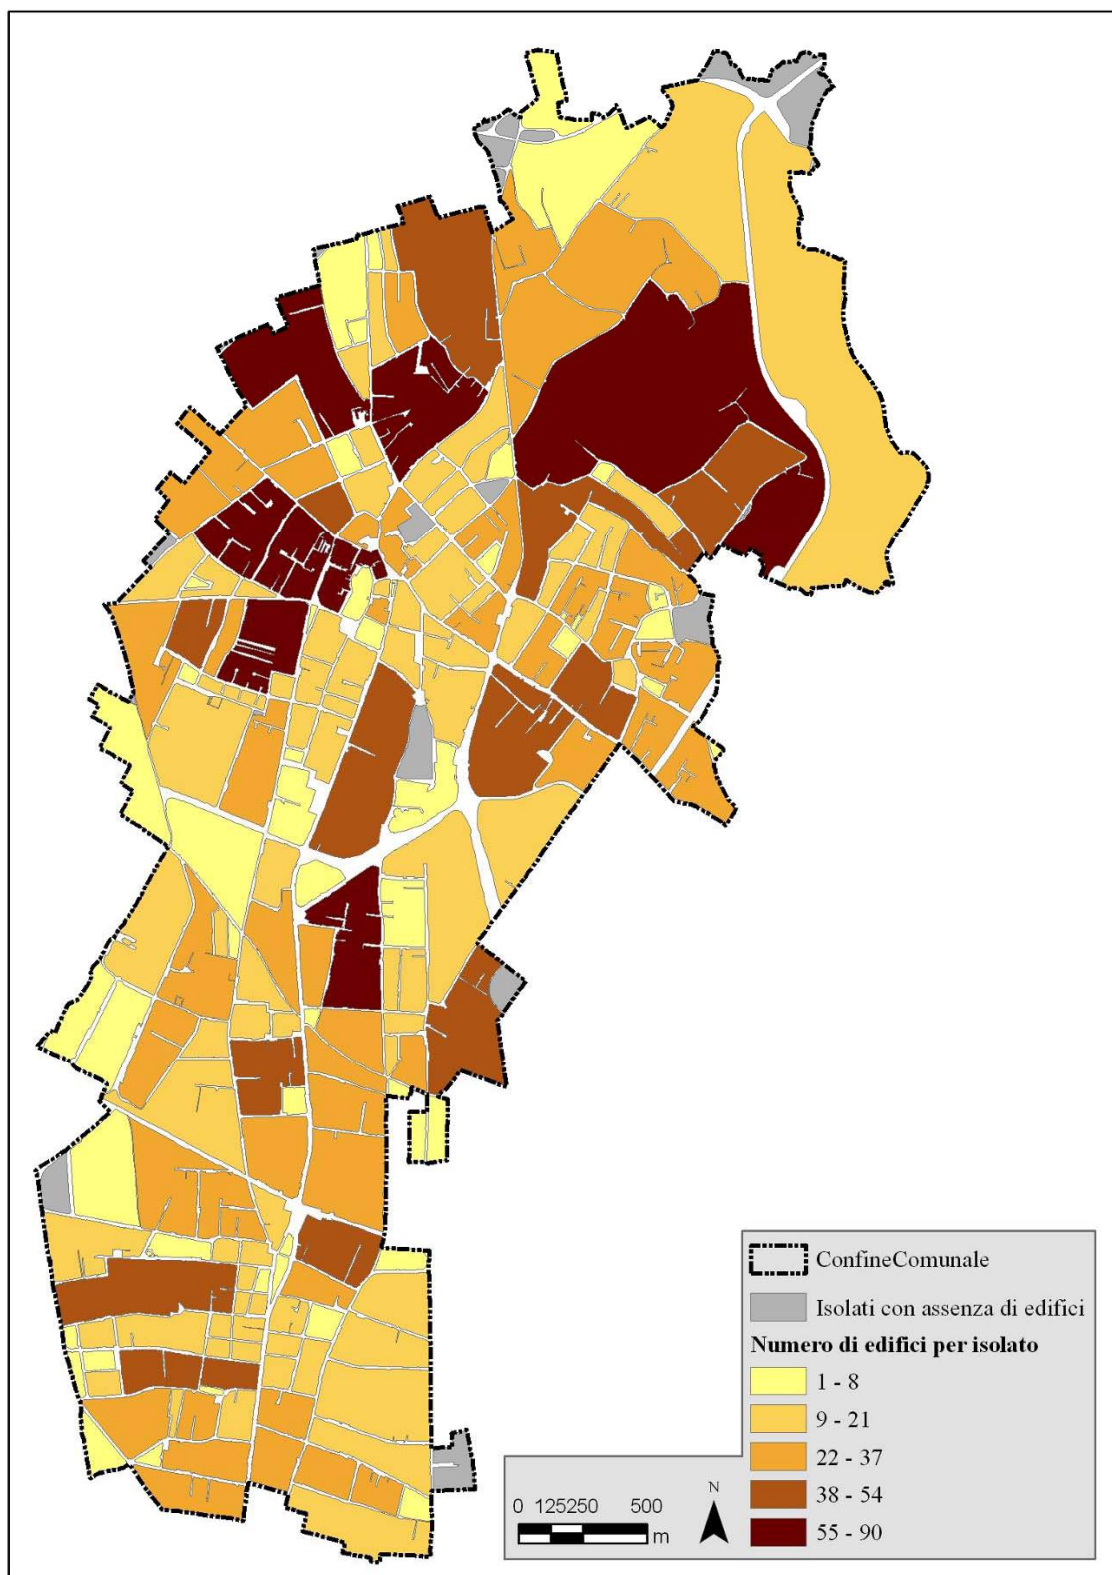 ConfineComunale
Isolati con assenza di edifici
Numero di edifici per isolato
1 - 8
9 - 21
22 - 37
38 - 54
55 - 90
0 125250 500
m
N